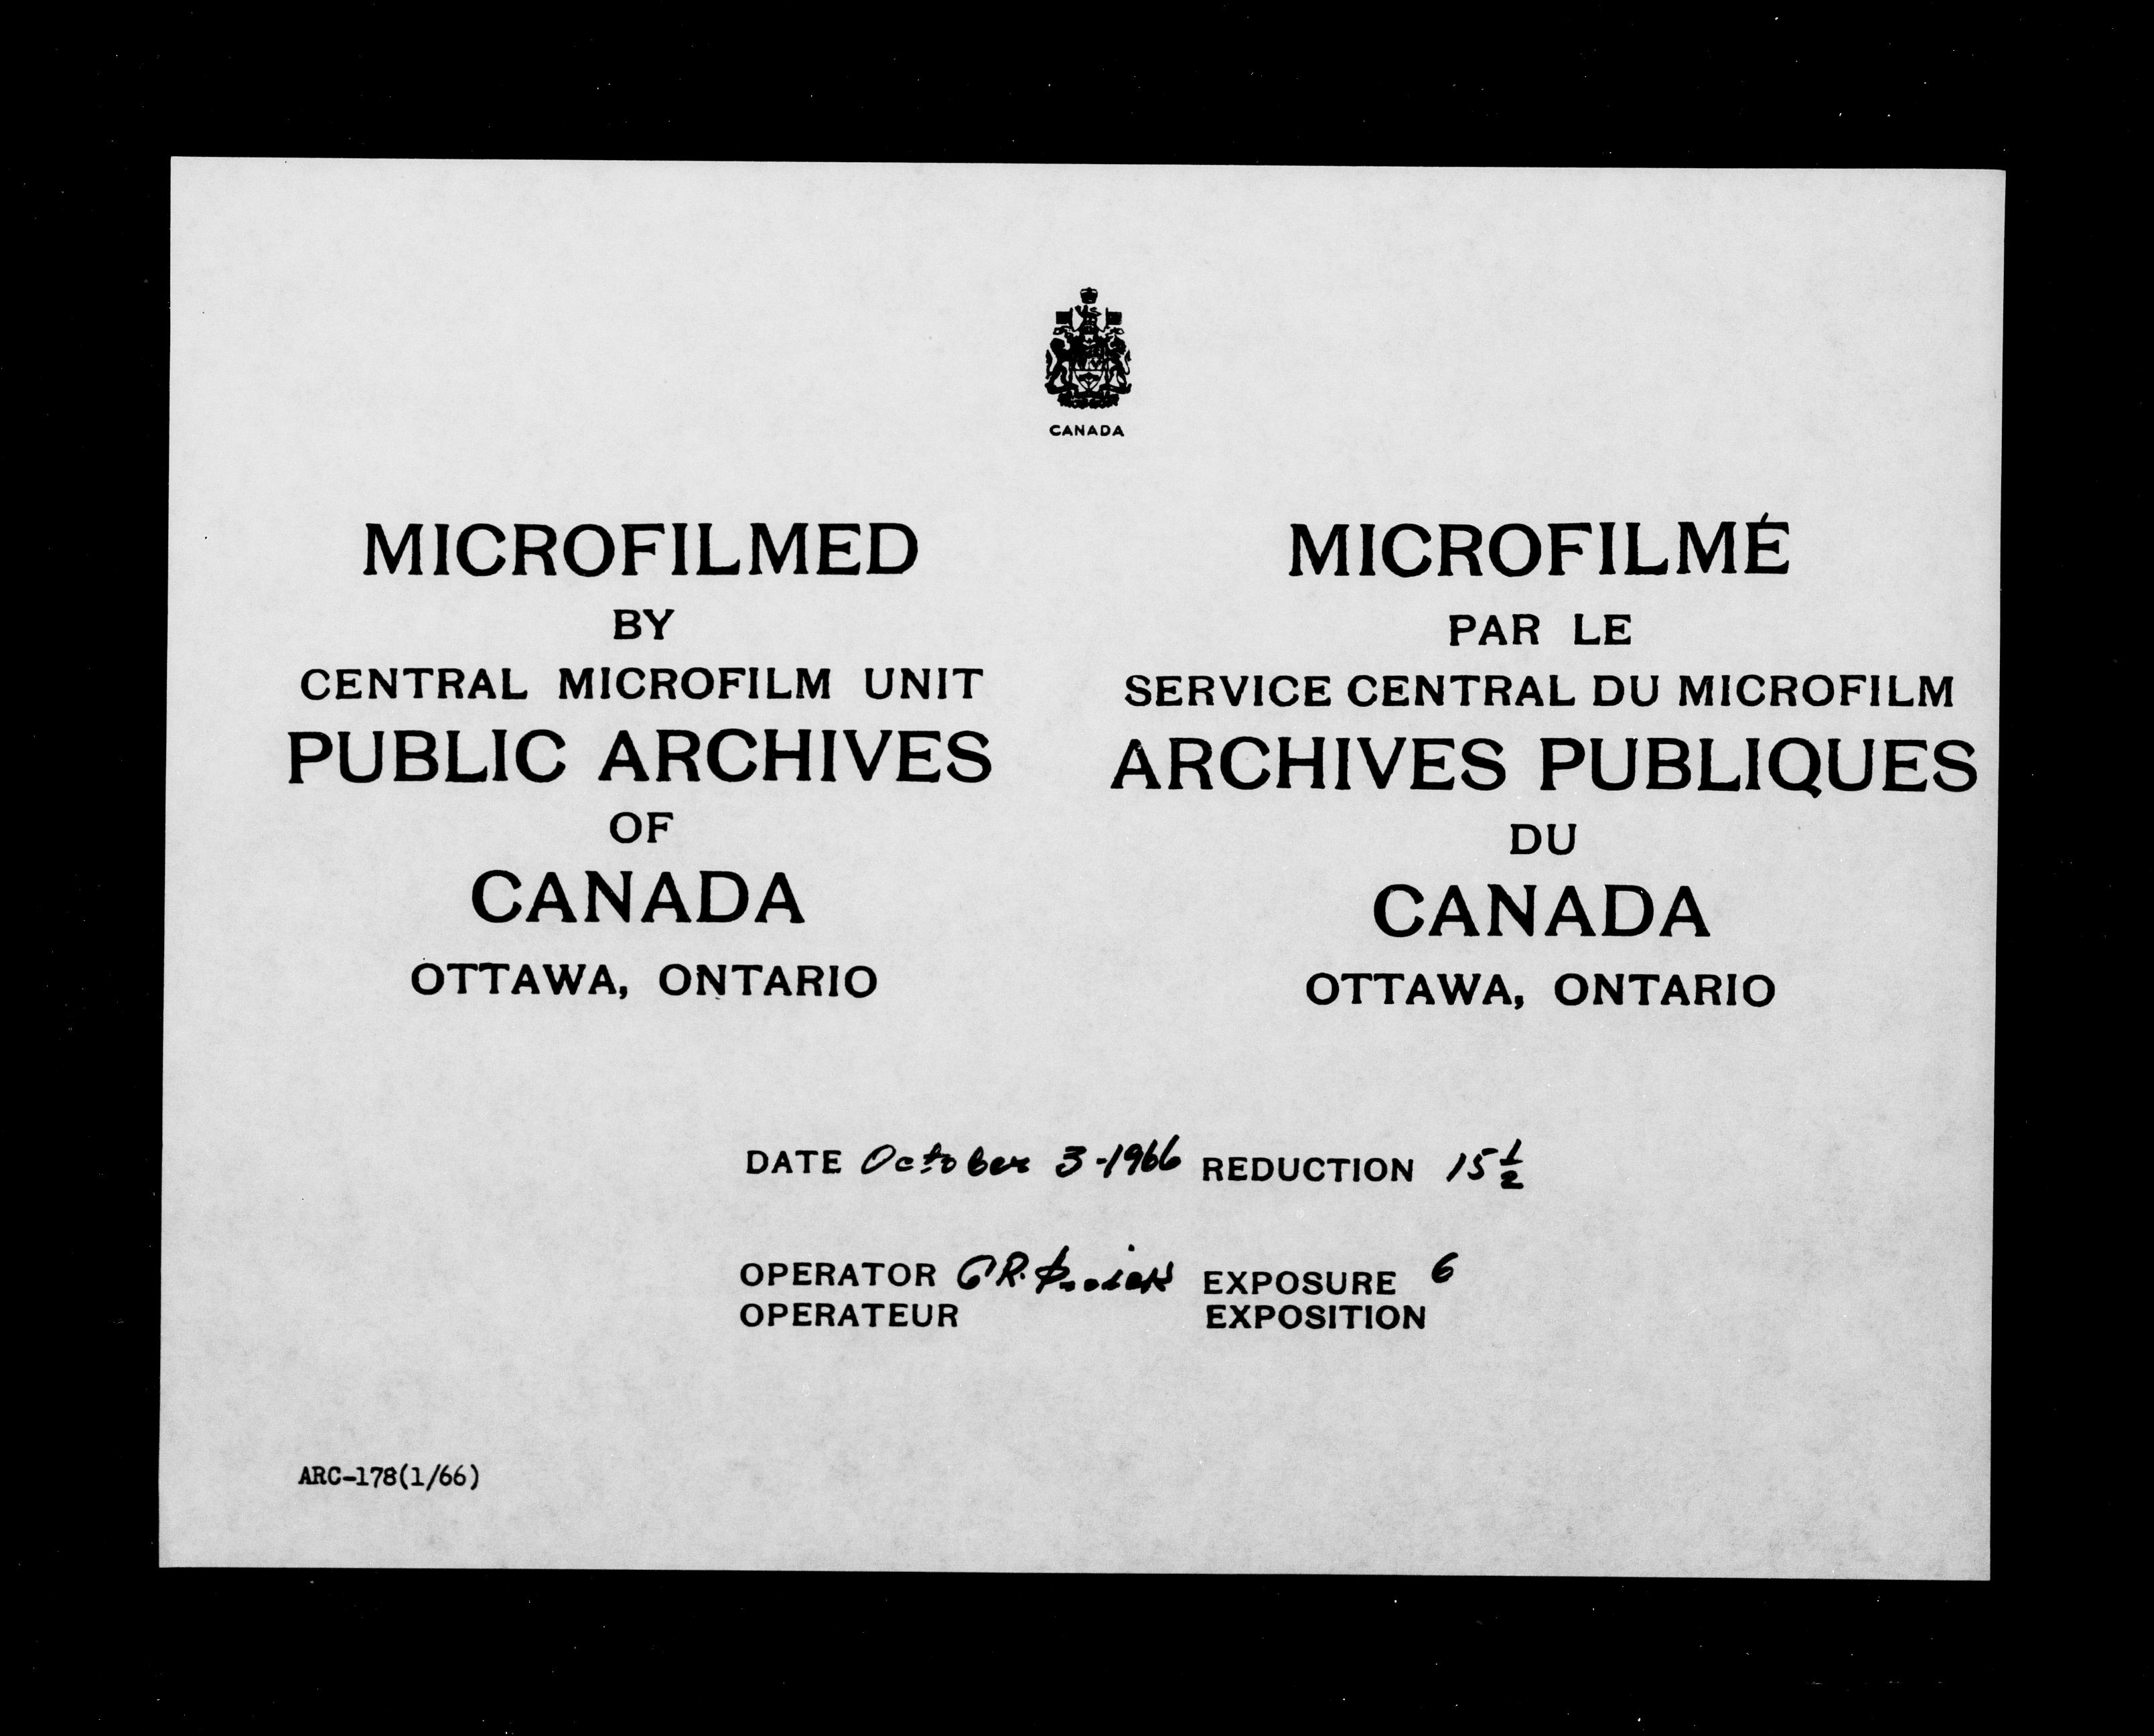 CANADA
MICROFILMED
BY
CENTRAL MICROFILM UNIT
PUBLIC ARCHIVES
OF
CANADA
OTTAWA, ONTARIO
MICROFILMÉ
PAR LE
SERVICE CENTRAL DU MICROFILM
ARCHIVES PUBLIQUES
DU
CANADA
OTTAWA, ONTARIO
DATE October 3-1966 REDUCTION 15 1/2
OPERATOR R. EXPOSURE 6
OPERATEUR EXPOSITION
ARC-178(1/66)